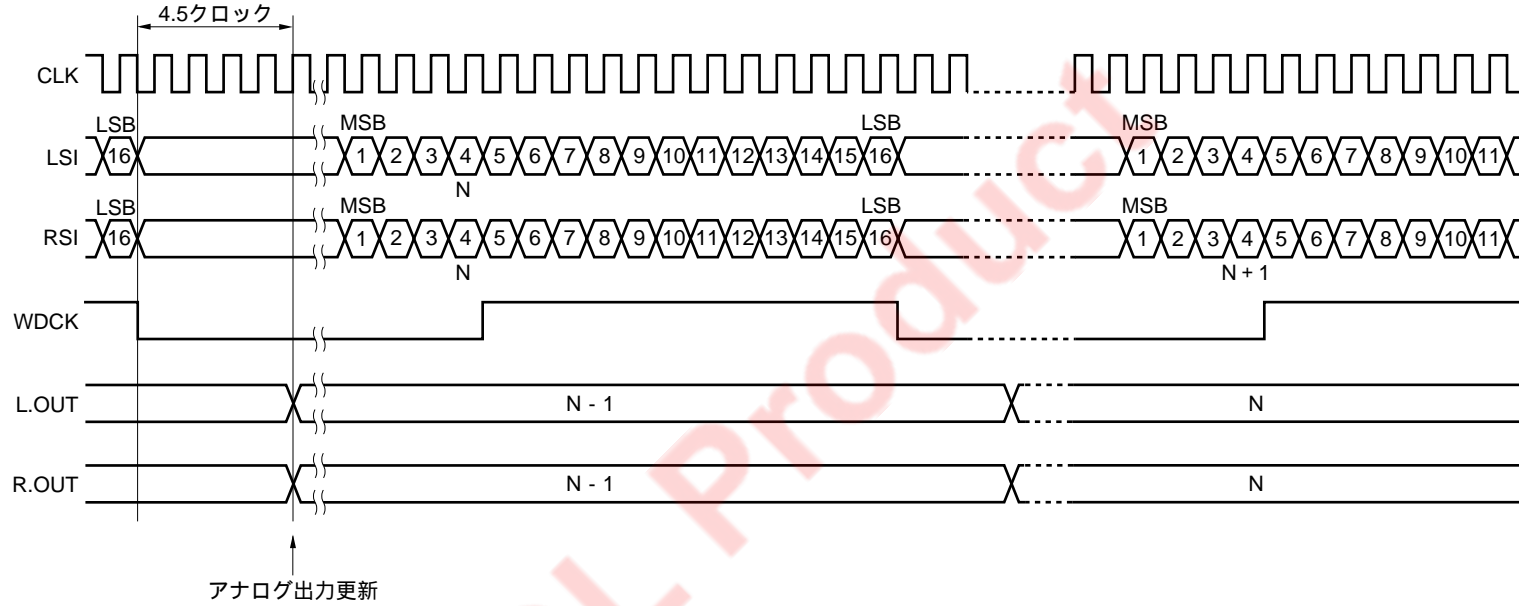 4.5クロック
CLK
LSB MSB LSB MSB
LSI 16 1 2 3 4 5 6 7 8 9 10 11 12 13 14 15 16 1 2 3 4 5 6 7 8 9 10 11
N
LSB MSB LSB MSB
RSI 16 1 2 3 4 5 6 7 8 9 10 11 12 13 14 15 16 1 2 3 4 5 6 7 8 9 10 11
N N + 1
WDCK
L.OUT N - 1 N
R.OUT N - 1 N
アナログ出力更新
L Product